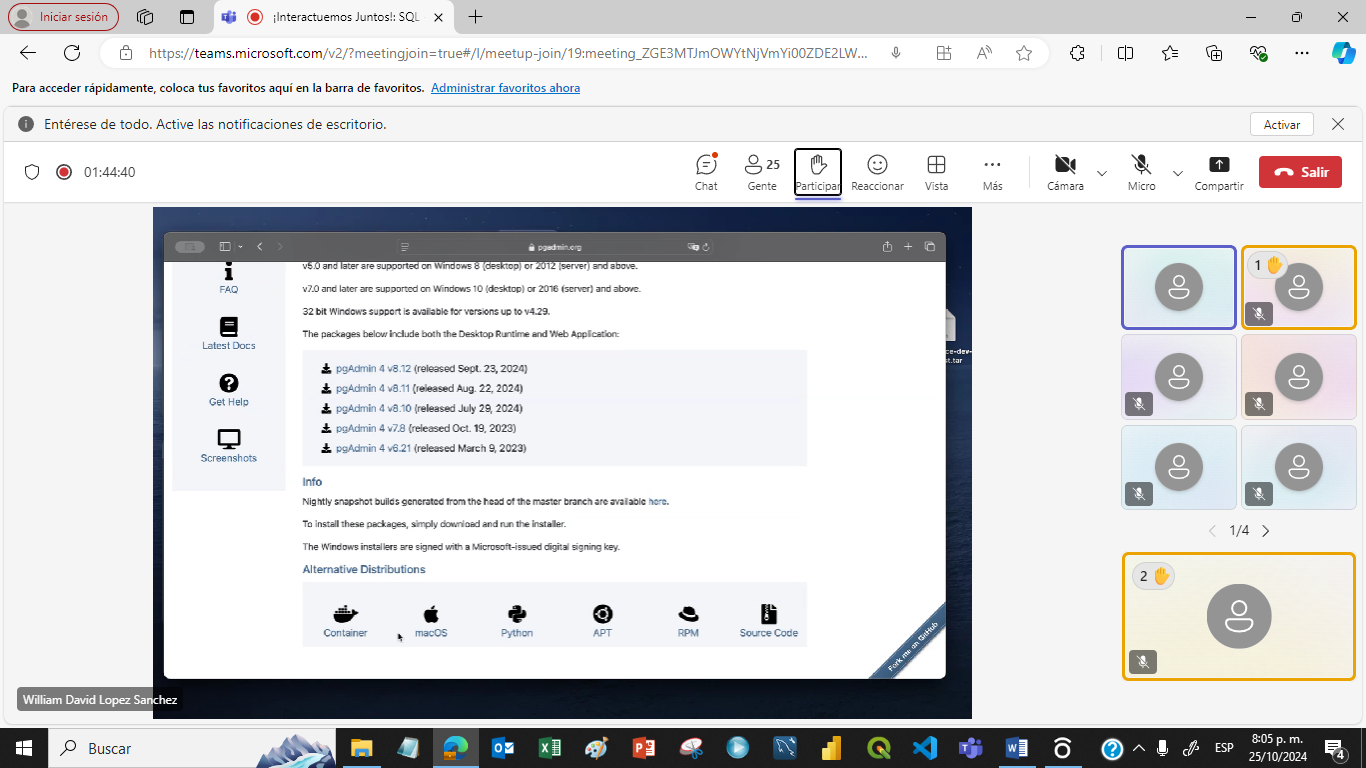 Iniciar sesión
¡Interactuemos Juntos!: SQL
https://teams.microsoft.com/v2/?meetingjoin=true#/l/meetup-join/19:meeting_ZGE3MTJmOWYtNjVmYi00ZDE2LW...
Para acceder rápidamente, coloca tus favoritos aquí en la barra de favoritos. Administrar favoritos ahora
Entérese de todo. Active las notificaciones de escritorio.
Activar
01:44:40
Chat
25
Gente
Participar
Reaccionar
Vista
Más
Cámara
Micro
Compartir
Salir
pgadmin.org
v5.0 and later are supported on Windows 8 (desktop) or 2012 (server) and above.
FAQ
v7.0 and later are supported on Windows 10 (desktop) or 2016 (server) and above.
32 bit Windows support is available for versions up to v4.29.
Latest Docs
The packages below include both the Desktop Runtime and Web Application:
pgAdmin 4 v8.12 (released Sept. 23, 2024)
pgAdmin 4 v8.11 (released Aug. 22, 2024)
Get Help
pgAdmin 4 v8.10 (released July 29, 2024)
pgAdmin 4 v7.8 (released Oct. 19, 2023)
pgAdmin 4 v6.21 (released March 9, 2023)
Screenshots
Info
Nightly snapshot builds generated from the head of the master branch are available here.
To install these packages, simply download and run the installer.
The Windows installers are signed with a Microsoft-issued digital signing key.
Alternative Distributions
Container
macOS
Python
APT
RPM
Source Code
Fork me on GitHub
ce-dev-
st.tar
1
1/4
2
William David Lopez Sanchez
Buscar
ESP
8:05 p. m.
25/10/2024
4